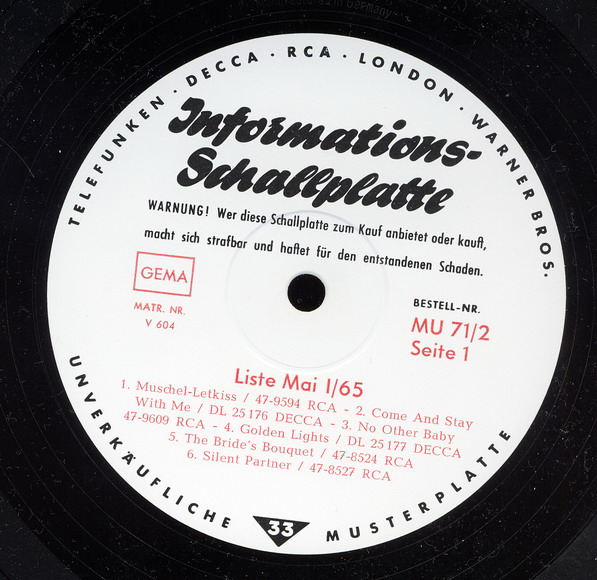 TELEFUNKEN · DECCA · RCA · LONDON · WARNER BROS.
Informations-
Schallplatte
WARNUNG! Wer diese Schallplatte zum Kauf anbietet oder kauft,
macht sich strafbar und haftet für den entstandenen Schaden.
GEMA
MATR. NR.
V 604
BESTELL-NR.
MU 71/2
Seite 1
Liste Mai I/65
1. Muschel-Letkiss / 47-9594 RCA - 2. Come And Stay
With Me / DL 25176 DECCA - 3. No Other Baby
47-9609 RCA - 4. Golden Lights / DL 25177 DECCA
5. The Bride's Bouquet / 47-8524 RCA
6. Silent Partner / 47-8527 RCA
UNVERKÄUFLICHE 33 MUSTERPLATTE